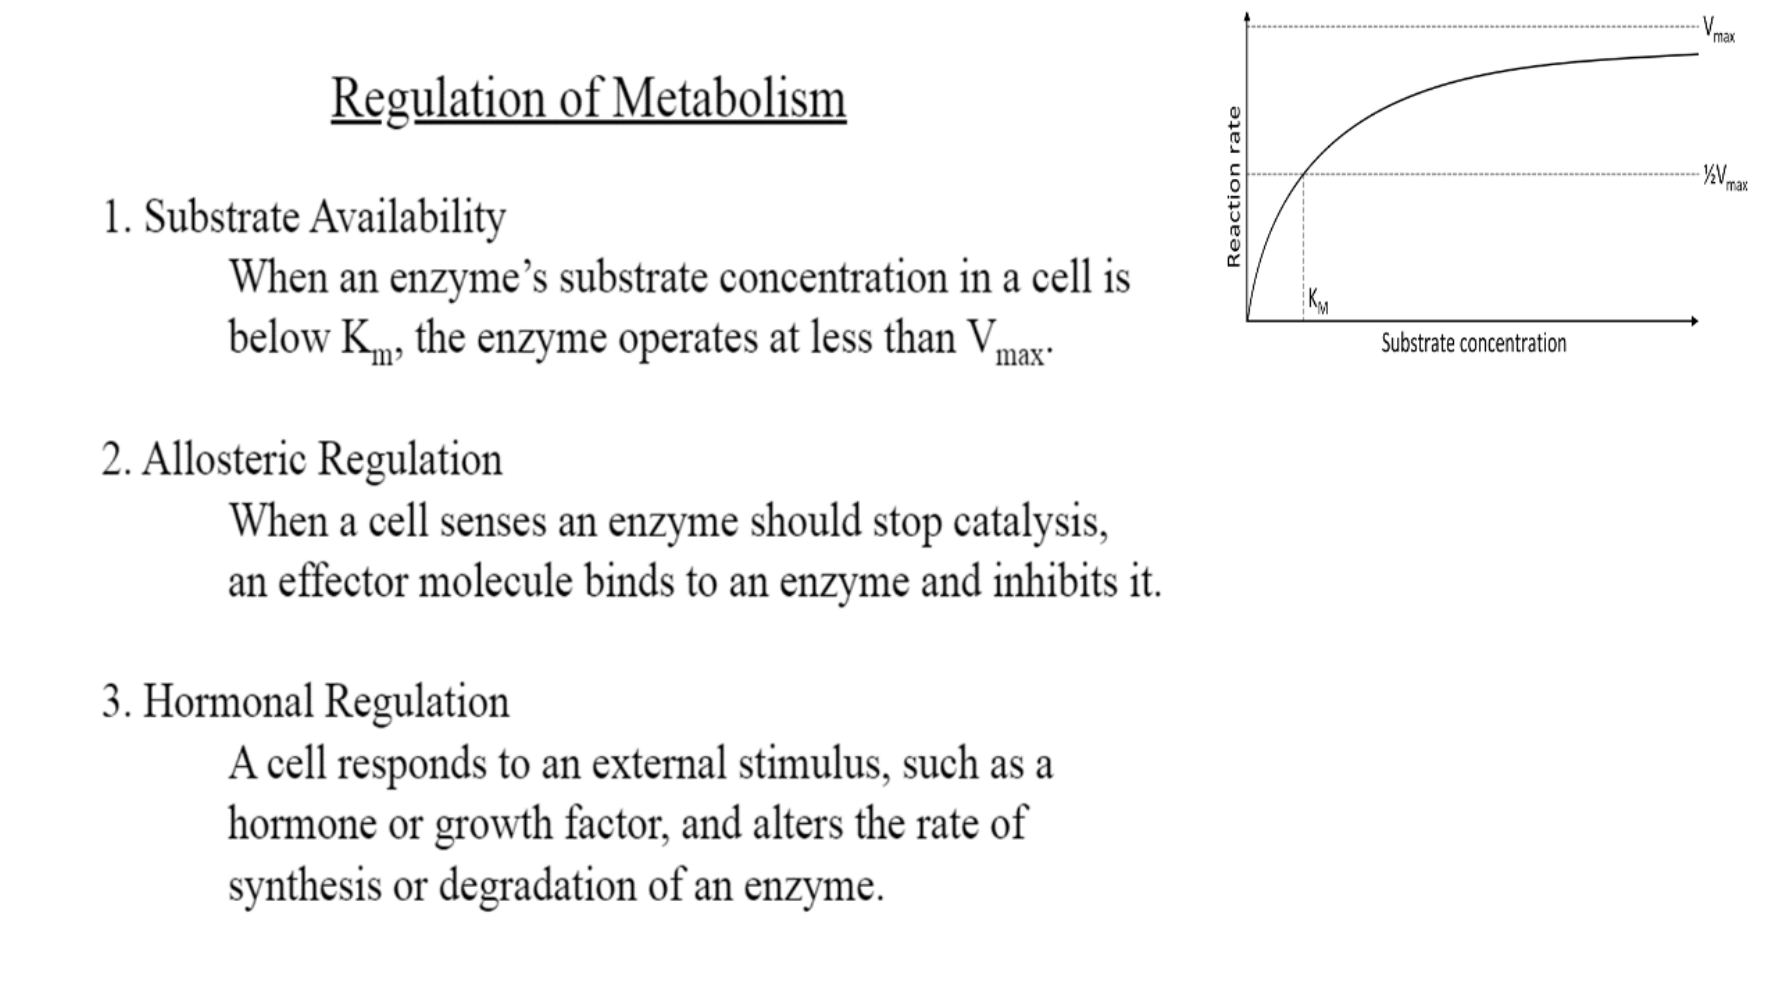 Regulation of Metabolism
1. Substrate Availability
When an enzyme’s substrate concentration in a cell is
below Km, the enzyme operates at less than Vmax.
2. Allosteric Regulation
When a cell senses an enzyme should stop catalysis,
an effector molecule binds to an enzyme and inhibits it.
3. Hormonal Regulation
A cell responds to an external stimulus, such as a
hormone or growth factor, and alters the rate of
synthesis or degradation of an enzyme.
Vmax
½Vmax
Reaction rate
KM
Substrate concentration